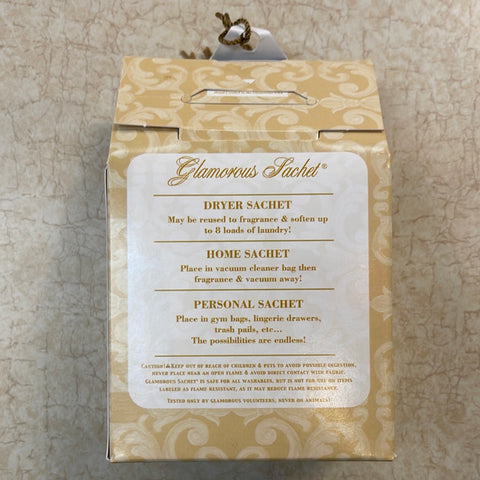 Glamorous Sachet®
DRYER SACHET
May be reused to fragrance & soften up
to 8 loads of laundry!
HOME SACHET
Place in vacuum cleaner bag then
fragrance & vacuum away!
PERSONAL SACHET
Place in gym bags, lingerie drawers,
trash pails, etc...
The possibilities are endless!
CAUTION! KEEP OUT OF REACH OF CHILDREN & PETS TO AVOID POSSIBLE INGESTION.
NEVER PLACE NEAR AN OPEN FLAME & AVOID DIRECT CONTACT WITH FABRIC.
GLAMOROUS SACHET® IS SAFE FOR ALL WASHABLES, BUT IS NOT FOR USE ON ITEMS
LABELED AS FLAME RESISTANT, AS IT MAY REDUCE FLAME RESISTANCE.
TESTED ONLY BY GLAMOROUS VOLUNTEERS, NEVER ON ANIMALS!